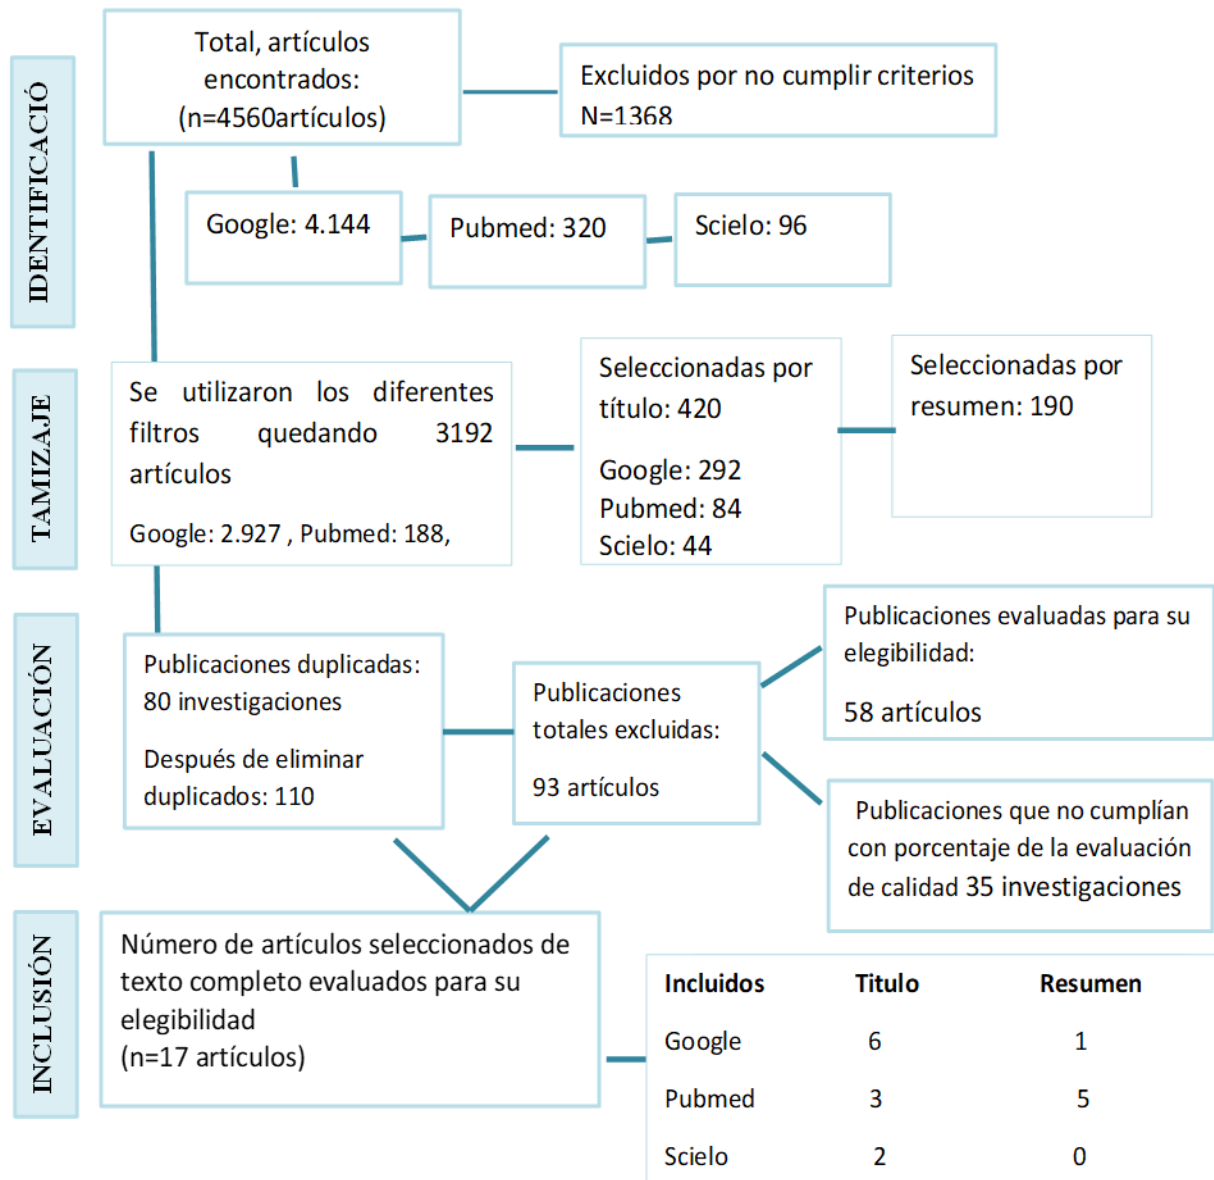 IDENTIFICACIÓ
Total, artículos
encontrados:
(n=4560artículos)
Excluidos por no cumplir criterios
N=1368
Google: 4.144
Pubmed: 320
Scielo: 96
TAMIZAJE
Se utilizaron los diferentes
filtros quedando 3192
artículos
Google: 2.927 , Pubmed: 188,
Seleccionadas por
título: 420
Google: 292
Pubmed: 84
Scielo: 44
Seleccionadas por
resumen: 190
EVALUACIÓN
Publicaciones duplicadas:
80 investigaciones
Después de eliminar
duplicados: 110
Publicaciones
totales excluidas:
93 artículos
Publicaciones evaluadas para su
elegibilidad:
58 artículos
Publicaciones que no cumplían
con porcentaje de la evaluación
de calidad 35 investigaciones
INCLUSIÓN
Número de artículos seleccionados de
texto completo evaluados para su
elegibilidad
(n=17 artículos)
Incluidos Titulo Resumen
Google 6 1
Pubmed 3 5
Scielo 2 0